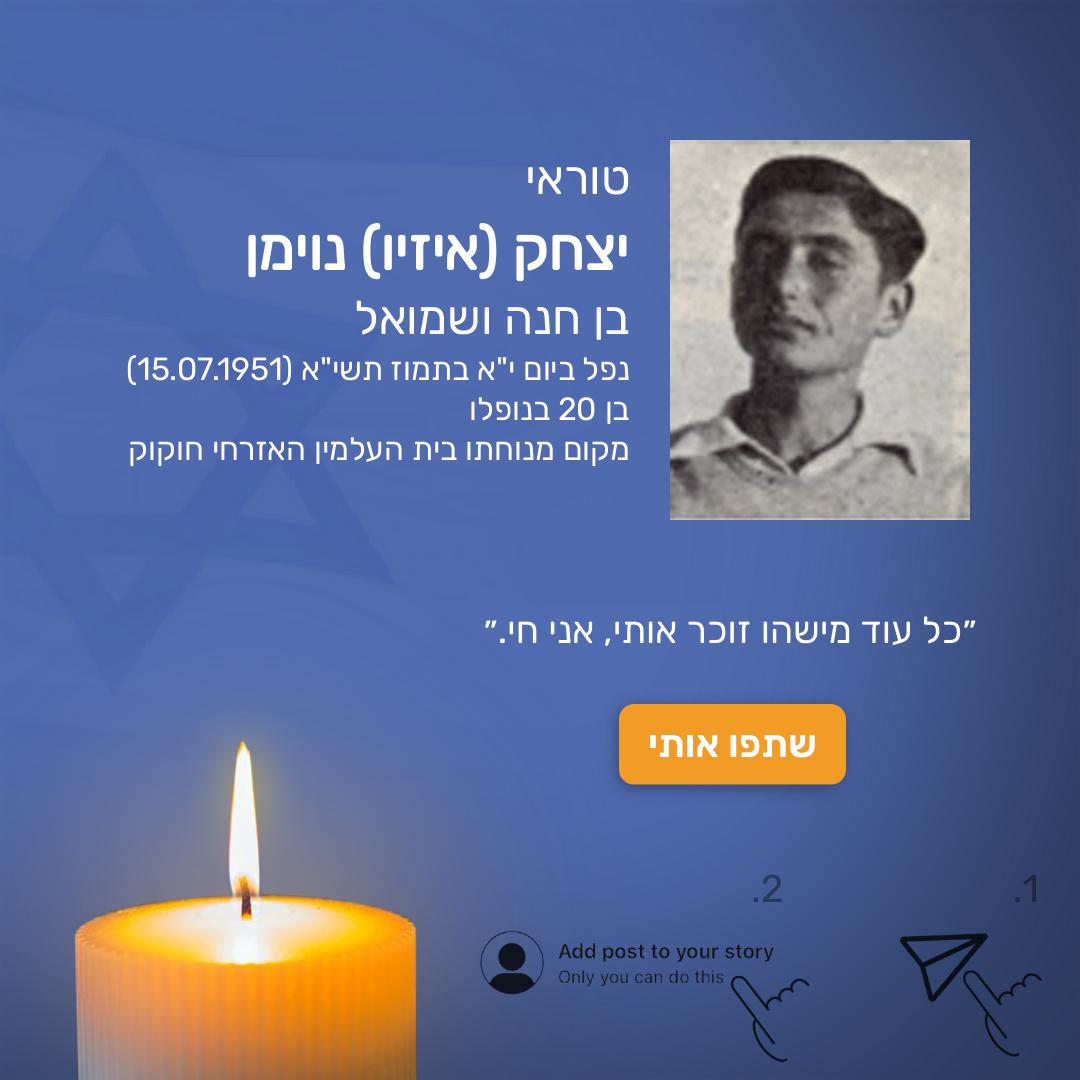 טוראי
יצחק (איזיו) נוימן
בן חנה ושמואל
נפל ביום י"א בתמוז תשי"א (15.07.1951)
בן 20 בנופלו
מקום מנוחתו בית העלמין האזרחי חוקוק
״כל עוד מישהו זוכר אותי, אני חי.״
שתפו אותי
.1
.2
Add post to your story
Only you can do this